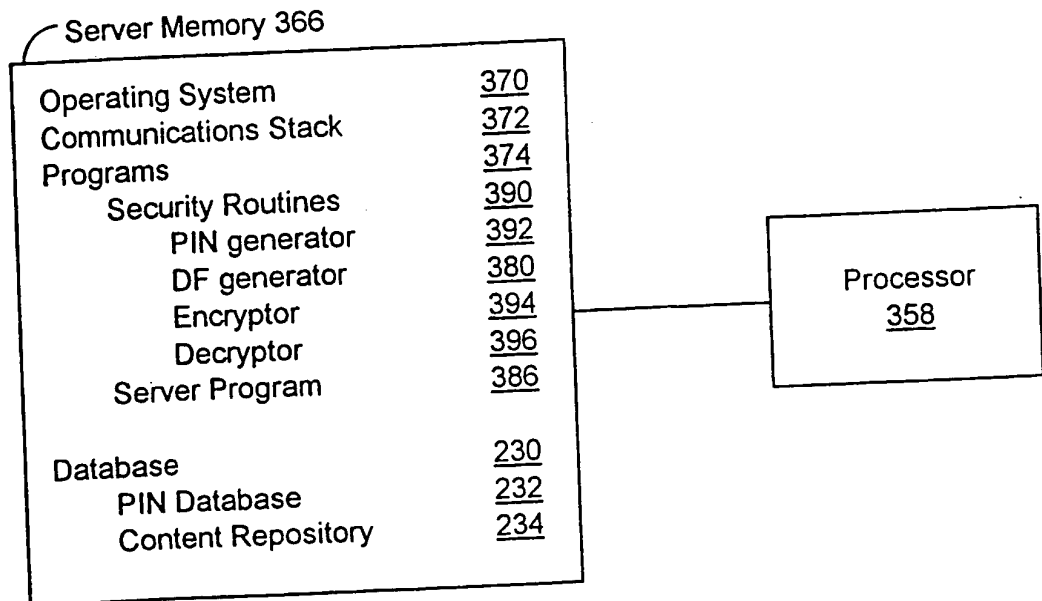 Server Memory 366
Operating System 370
Communications Stack 372
Programs 374
Security Routines 390
PIN generator 392
DF generator 380
Encryptor 394
Decryptor 396
Server Program 386
Database 230
PIN Database 232
Content Repository 234
Processor
358